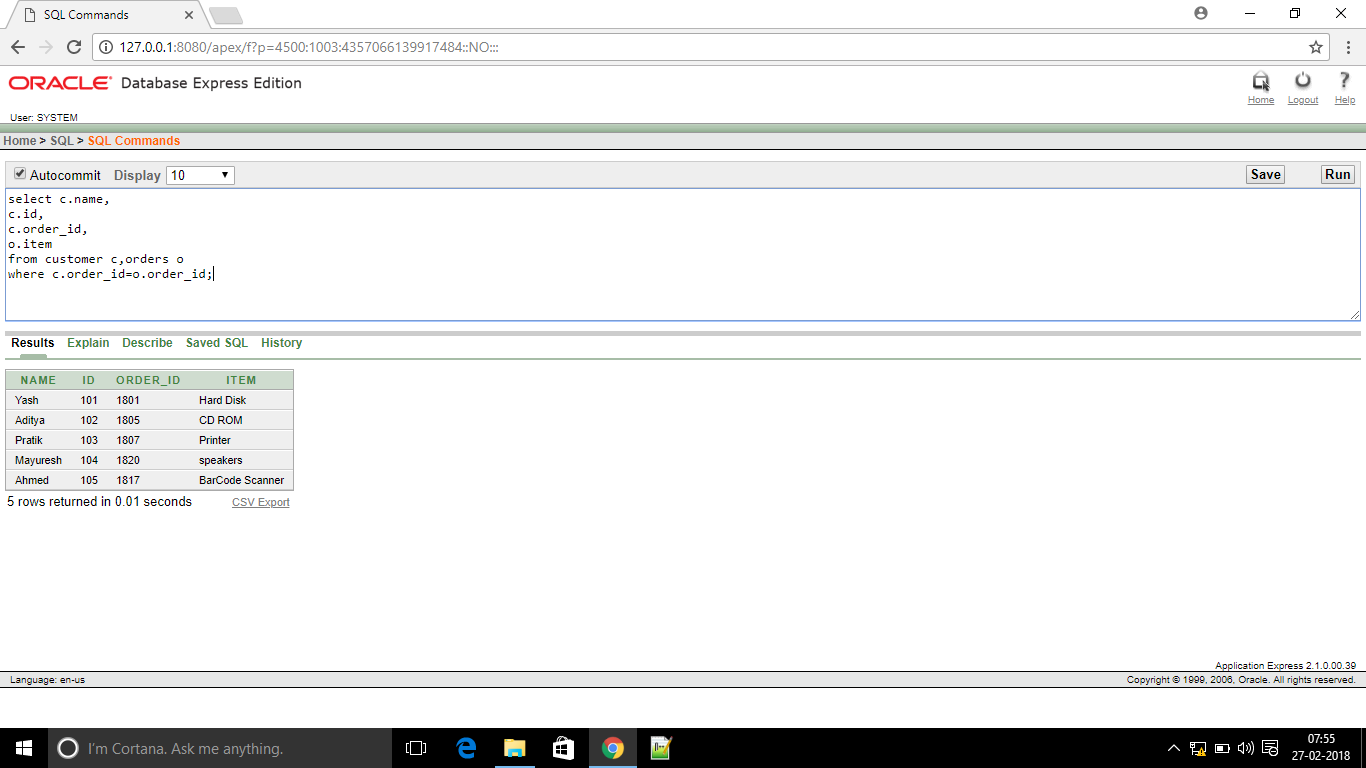 SQL Commands
127.0.0.1:8080/apex/f?p=4500:1003:4357066139917484::NO:::
ORACLE Database Express Edition
Home Logout Help
User: SYSTEM
Home > SQL > SQL Commands
Autocommit Display 10 Save Run
select c.name,
c.id,
c.order_id,
o.item
from customer c,orders o
where c.order_id=o.order_id;
Results Explain Describe Saved SQL History
NAME ID ORDER_ID ITEM
Yash 101 1801 Hard Disk
Aditya 102 1805 CD ROM
Pratik 103 1807 Printer
Mayuresh 104 1820 speakers
Ahmed 105 1817 BarCode Scanner
5 rows returned in 0.01 seconds CSV Export
Application Express 2.1.0.00.39
Language: en-us Copyright © 1999, 2006, Oracle. All rights reserved.
I'm Cortana. Ask me anything.
07:55
27-02-2018